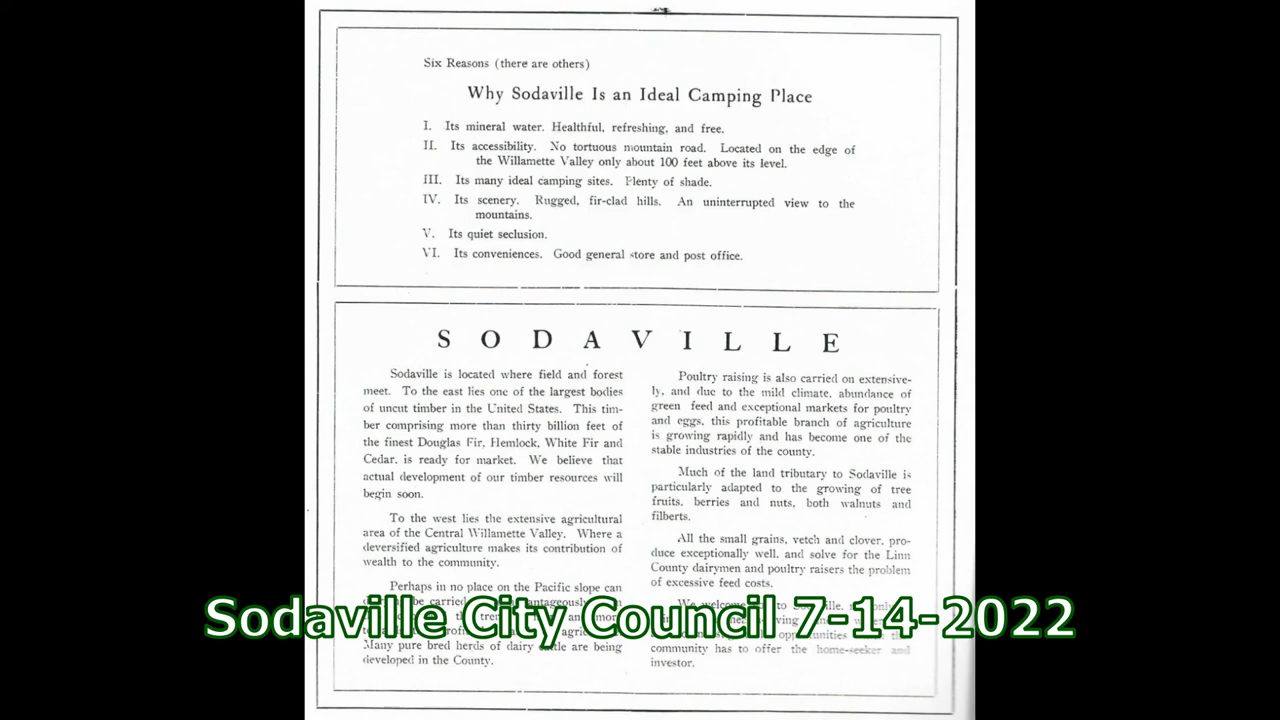 Six Reasons (there are others)
Why Sodaville Is an Ideal Camping Place
I. Its mineral water. Healthful, refreshing, and free.
II. Its accessibility. No tortuous mountain road. Located on the edge of
the Willamette Valley only about 100 feet above its level.
III. Its many ideal camping sites. Plenty of shade.
IV. Its scenery. Rugged, fir-clad hills. An uninterrupted view to the
mountains.
V. Its quiet seclusion.
VI. Its conveniences. Good general store and post office.
SODAVILLE
Sodaville is located where field and forest
meet. To the east lies one of the largest bodies
of uncut timber in the United States. This tim-
ber comprising more than thirty billion feet of
the finest Douglas Fir, Hemlock, White Fir and
Cedar, is ready for market. We believe that
actual development of our timber resources will
begin soon.
To the west lies the extensive agricultural
area of the Central Willamette Valley. Where a
deversified agriculture makes its contribution of
wealth to the community.
Perhaps in no place on the Pacific slope can
be carried
the
Many pure bred herds of dairy cattle are being
developed in the County.
Poultry raising is also carried on extensive-
ly, and due to the mild climate, abundance of
green feed and exceptional markets for poultry
and eggs, this profitable branch of agriculture
is growing rapidly and has become one of the
stable industries of the county.
Much of the land tributary to Sodaville is
particularly adapted to the growing of tree
fruits, berries and nuts, both walnuts and
filberts.
All the small grains, vetch and clover, pro-
duce exceptionally well, and solve for the Linn
County dairymen and poultry raisers the problem
of excessive feed costs.
We welcome to
community has to offer the home-seeker and
investor.
Sodaville City Council 7-14-2022